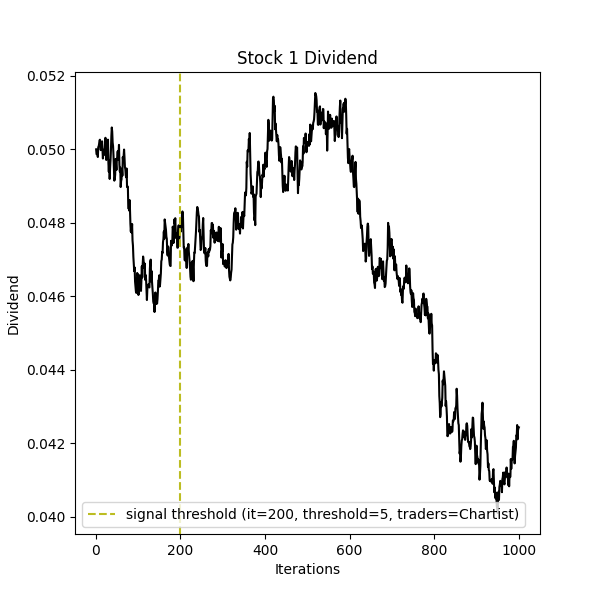 Stock 1 Dividend
Dividend
0.052
0.050
0.048
0.046
0.044
0.042
0.040
signal threshold (it=200, threshold=5, traders=Chartist)
0 200 400 600 800 1000
Iterations